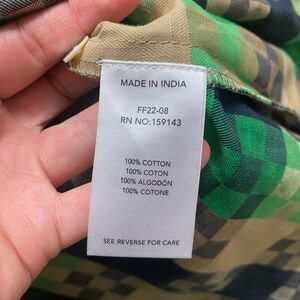 MADE IN INDIA
FF22-08
RN NO:159143
100% COTTON
100% COTON
100% ALGODÓN
100% COTONE
SEE REVERSE FOR CARE